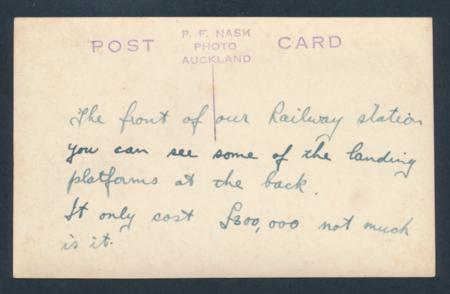 POST CARD
P. F. NASH
PHOTO
AUCKLAND
The front of our Railway station
you can see some of the landing
platforms at the back.
It only cost £300,000 not much
is it.